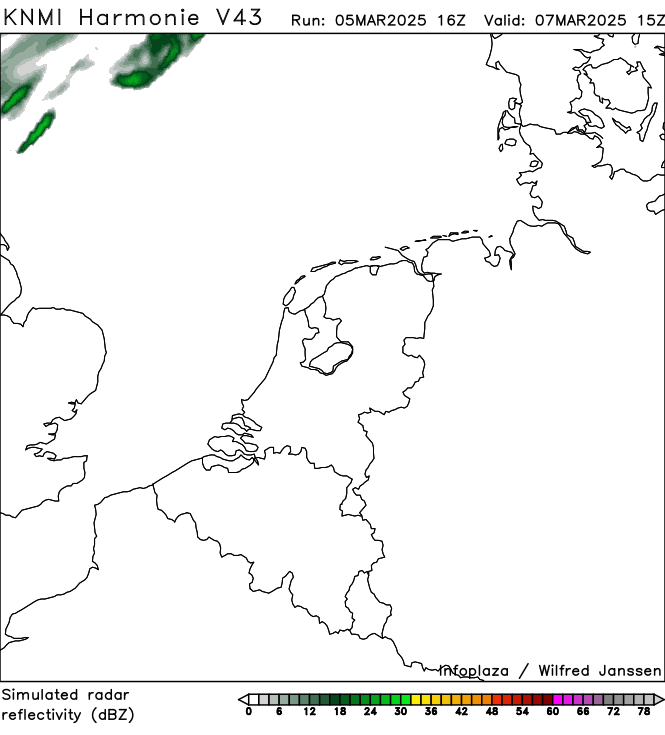 KNMI Harmonie V43 Run: 05MAR2025 16Z Valid: 07MAR2025 15Z
infoplaza / Wilfred Janssen
Simulated radar
reflectivity (dBZ)
0 6 12 18 24 30 36 42 48 54 60 66 72 78